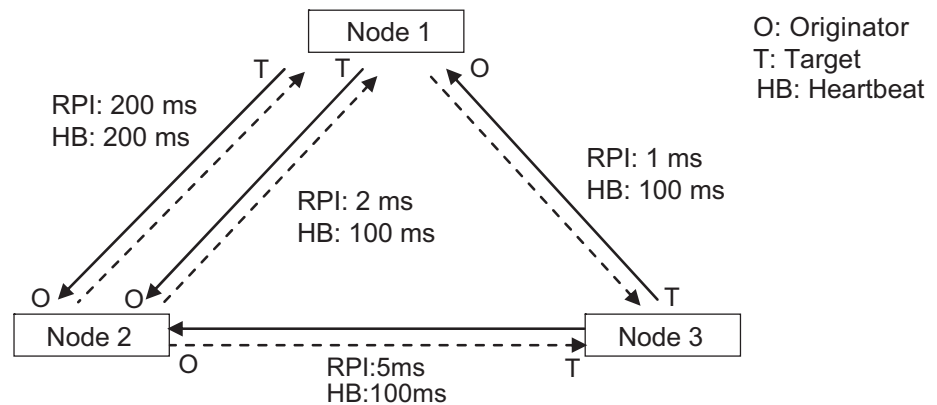 Node 1
O: Originator
T: Target
HB: Heartbeat
T
T
O
RPI: 200 ms
HB: 200 ms
RPI: 2 ms
HB: 100 ms
RPI: 1 ms
HB: 100 ms
O
O
T
Node 2
Node 3
O
T
RPI:5ms
HB:100ms